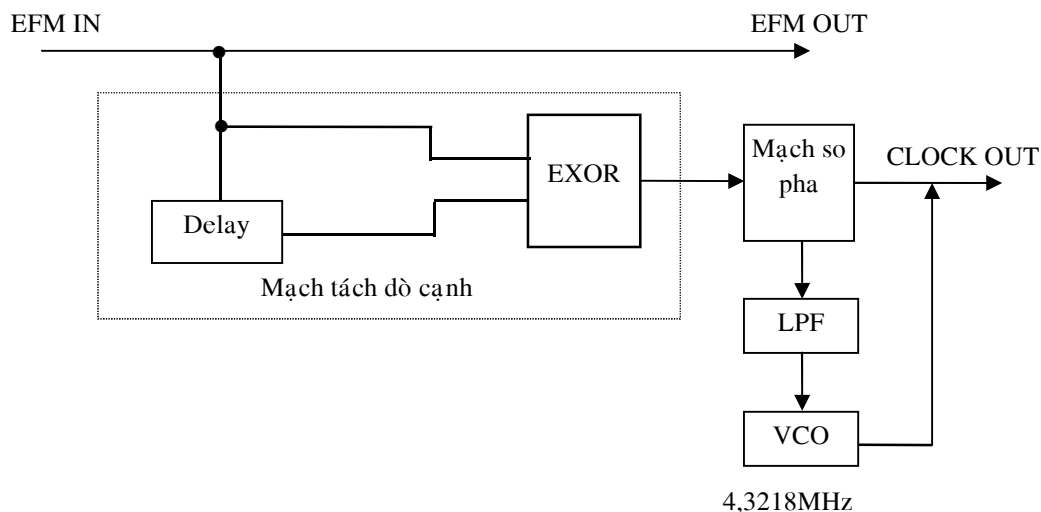 EFM IN
EFM OUT
EXOR
Mạch so
pha
CLOCK OUT
Delay
Mạch tách dò cạnh
LPF
VCO
4,3218MHz